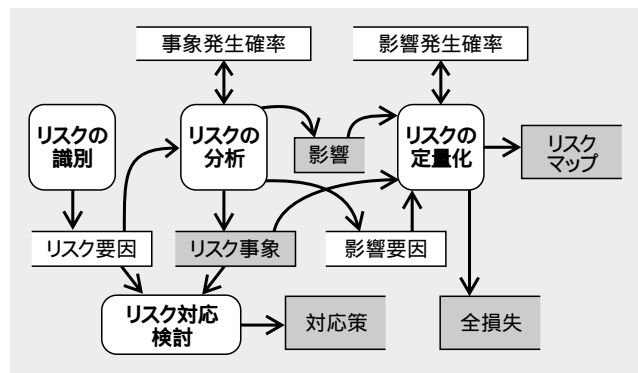 事象発生確率
影響発生確率
リスクの
識別
リスクの
分析
影響
リスクの
定量化
リスク
マップ
リスク要因
リスク事象
影響要因
リスク対応
検討
対応策
全損失